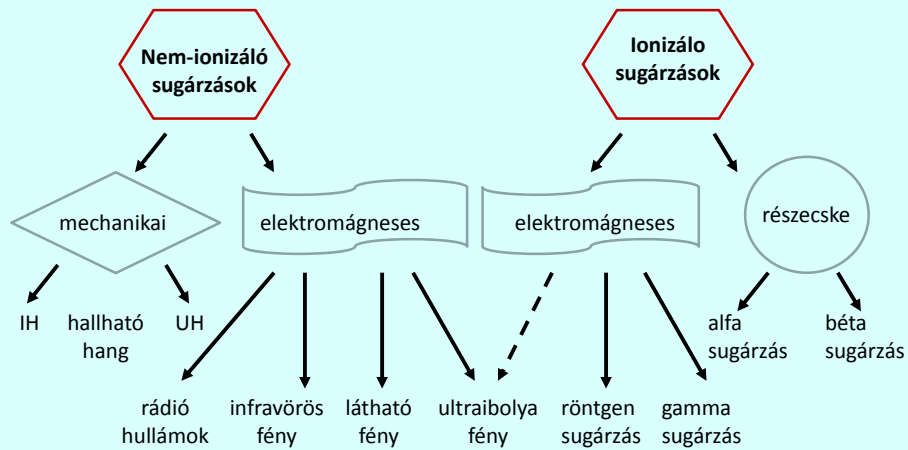 Nem-ionizáló
sugárzások
Ionizálo
sugárzások
mechanikai
elektromágneses
elektromágneses
részecske
IH
hallható
hang
UH
alfa
sugárzás
béta
sugárzás
rádió
hullámok
infravörös
fény
látható
fény
ultraibolya
fény
röntgen
sugárzás
gamma
sugárzás